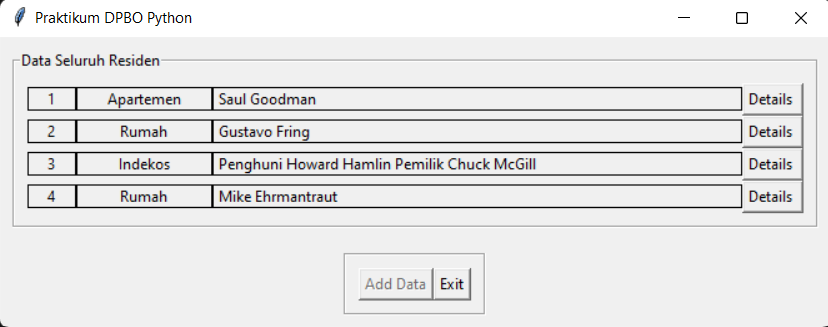 Praktikum DPBO Python
Data Seluruh Residen
1 Apartemen Saul Goodman Details
2 Rumah Gustavo Fring Details
3 Indekos Penghuni Howard Hamlin Pemilik Chuck McGill Details
4 Rumah Mike Ehrmantraut Details
Add Data Exit